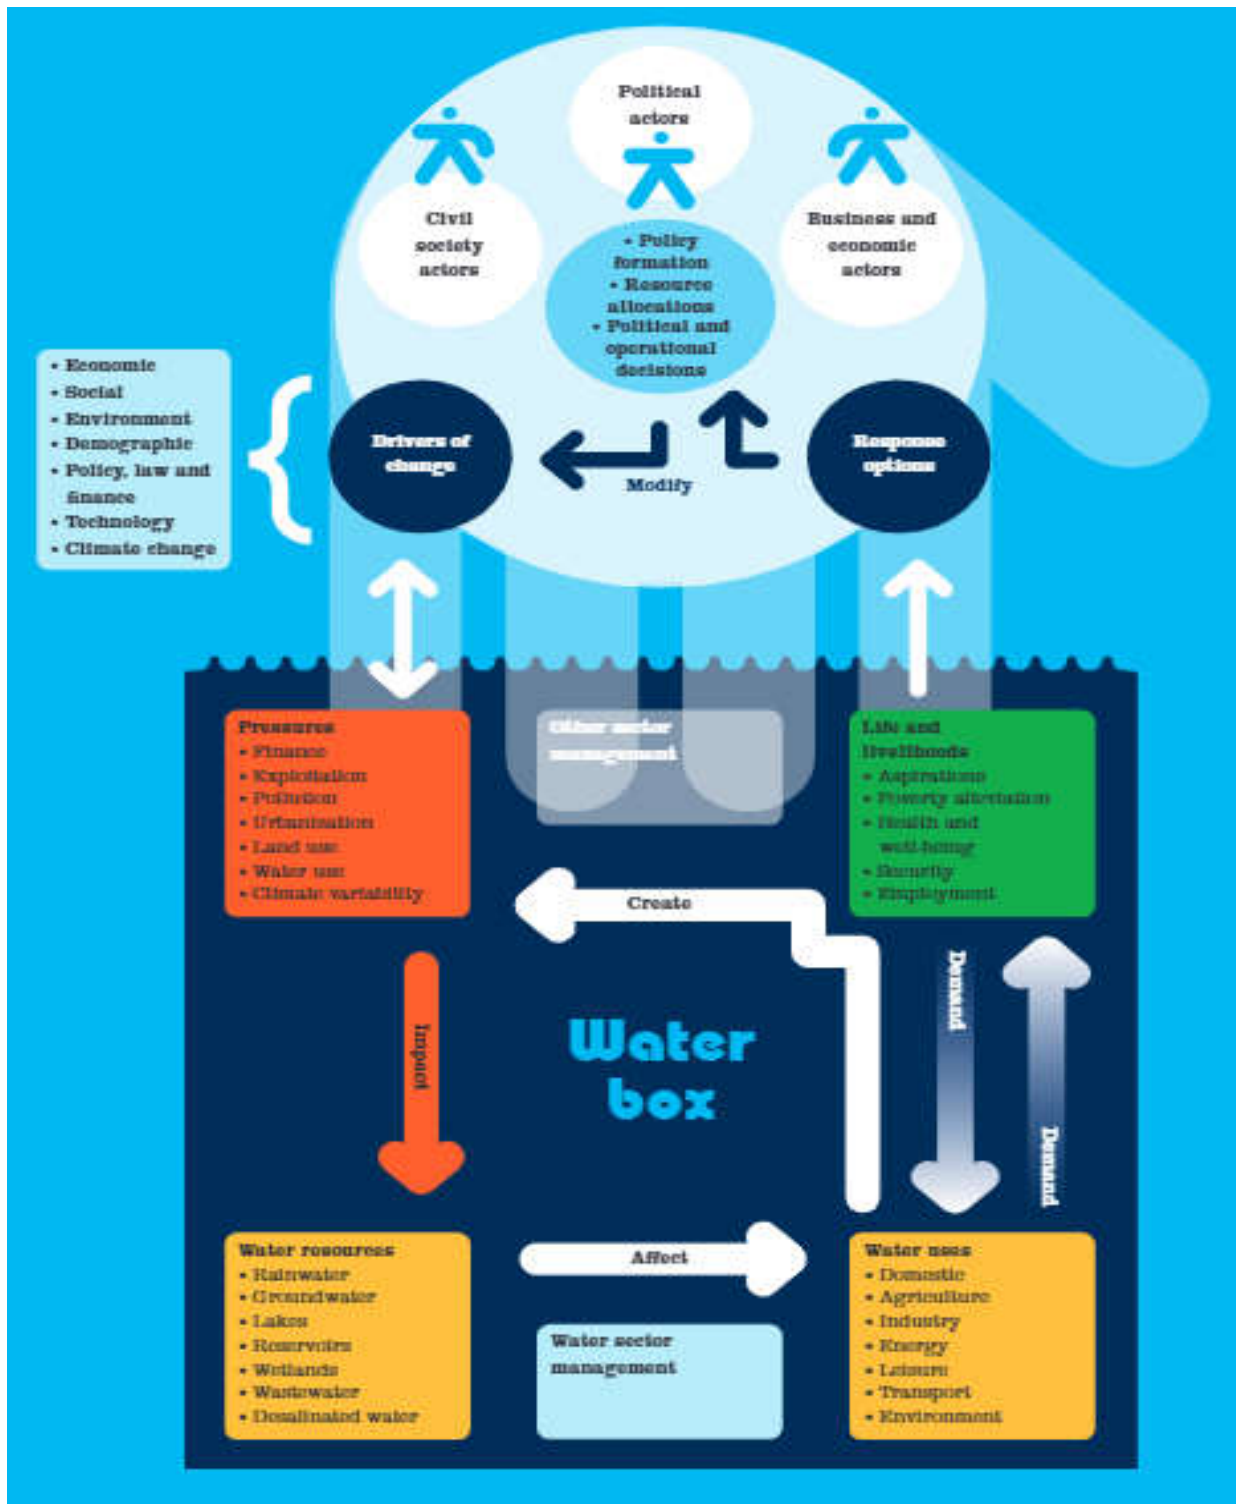 Political
actors
Civil
society
actors
Business and
economic
actors
• Policy
formation
• Resource
allocations
• Political and
operational
decisions
• Economic
• Social
• Environment
• Demographic
• Policy, law and
finance
• Technology
• Climate change
Drivers of
change
Modify
Response
options
Pressures
• Finance
• Exploitation
• Pollution
• Urbanisation
• Land use
• Water use
• Climate variability
Other sector
management
Life and
livelihoods
• Aspirations
• Poverty alleviation
• Health and
well-being
• Security
• Employment
Create
Impact
Water
box
Demand
Demand
Water resources
• Rainwater
• Groundwater
• Lakes
• Reservoirs
• Wetlands
• Wastewater
• Desalinated water
Affect
Water sector
management
Water uses
• Domestic
• Agriculture
• Industry
• Energy
• Leisure
• Transport
• Environment